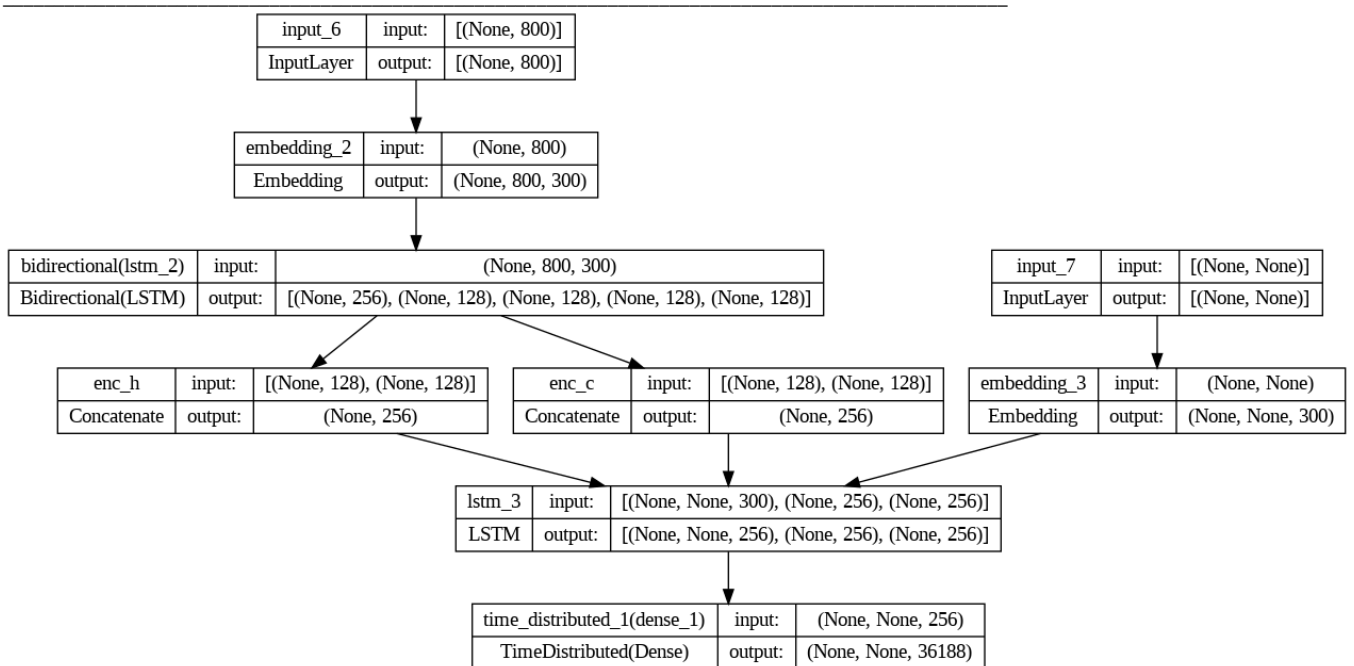 input_6 input: [(None, 800)]
InputLayer output: [(None, 800)]
embedding_2 input: (None, 800)
Embedding output: (None, 800, 300)
bidirectional(lstm_2) input: (None, 800, 300)
Bidirectional(LSTM) output: [(None, 256), (None, 128), (None, 128), (None, 128), (None, 128)]
input_7 input: [(None, None)]
InputLayer output: [(None, None)]
enc_h input: [(None, 128), (None, 128)]
Concatenate output: (None, 256)
enc_c input: [(None, 128), (None, 128)]
Concatenate output: (None, 256)
embedding_3 input: (None, None)
Embedding output: (None, None, 300)
lstm_3 input: [(None, None, 300), (None, 256), (None, 256)]
LSTM output: [(None, None, 256), (None, 256), (None, 256)]
time_distributed_1(dense_1) input: (None, None, 256)
TimeDistributed(Dense) output: (None, None, 36188)